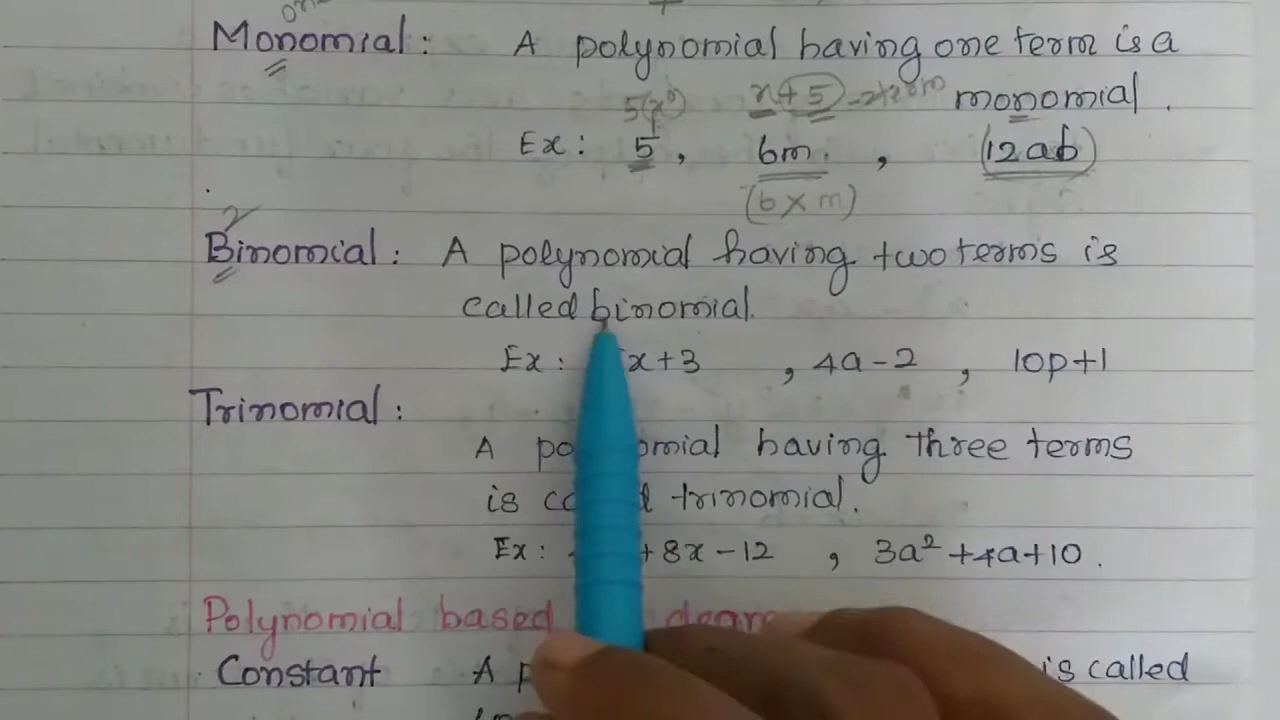 Monomial: A polynomial having one term is a
5(x⁰) x+5 monomial.
Ex: 5, 6m, (12ab)
(6×m)
2
Binomial: A polynomial having two terms is
called binomial.
Ex: x+3, 4a-2, 10p+1
Trinomial:
A polynomial having three terms
is called trinomial.
Ex: +8x-12, 3a²+4a+10.
Polynomial based
Constant A is called